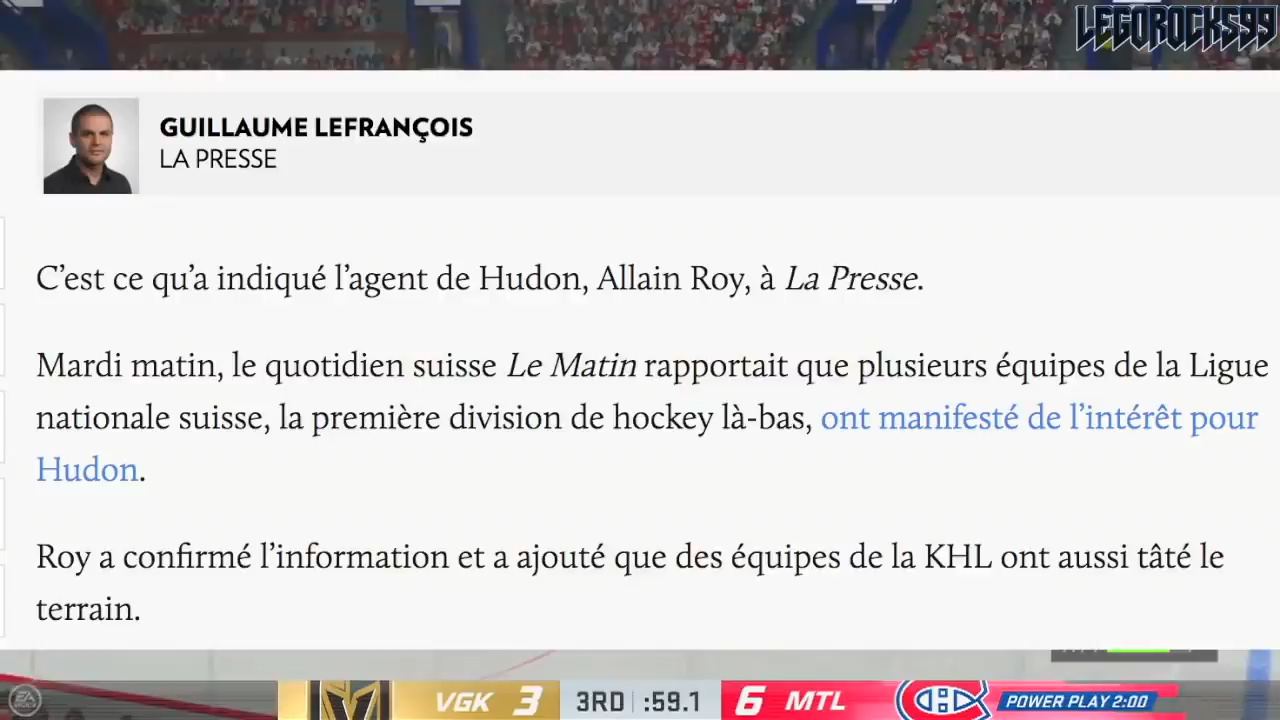 LEGOROCKS99
GUILLAUME LEFRANÇOIS
LA PRESSE
C’est ce qu’a indiqué l’agent de Hudon, Allain Roy, à La Presse.
Mardi matin, le quotidien suisse Le Matin rapportait que plusieurs équipes de la Ligue
nationale suisse, la première division de hockey là-bas, ont manifesté de l’intérêt pour
Hudon.
Roy a confirmé l’information et a ajouté que des équipes de la KHL ont aussi tâté le
terrain.
VGK 3 3RD :59.1 6 MTL POWER PLAY 2:00